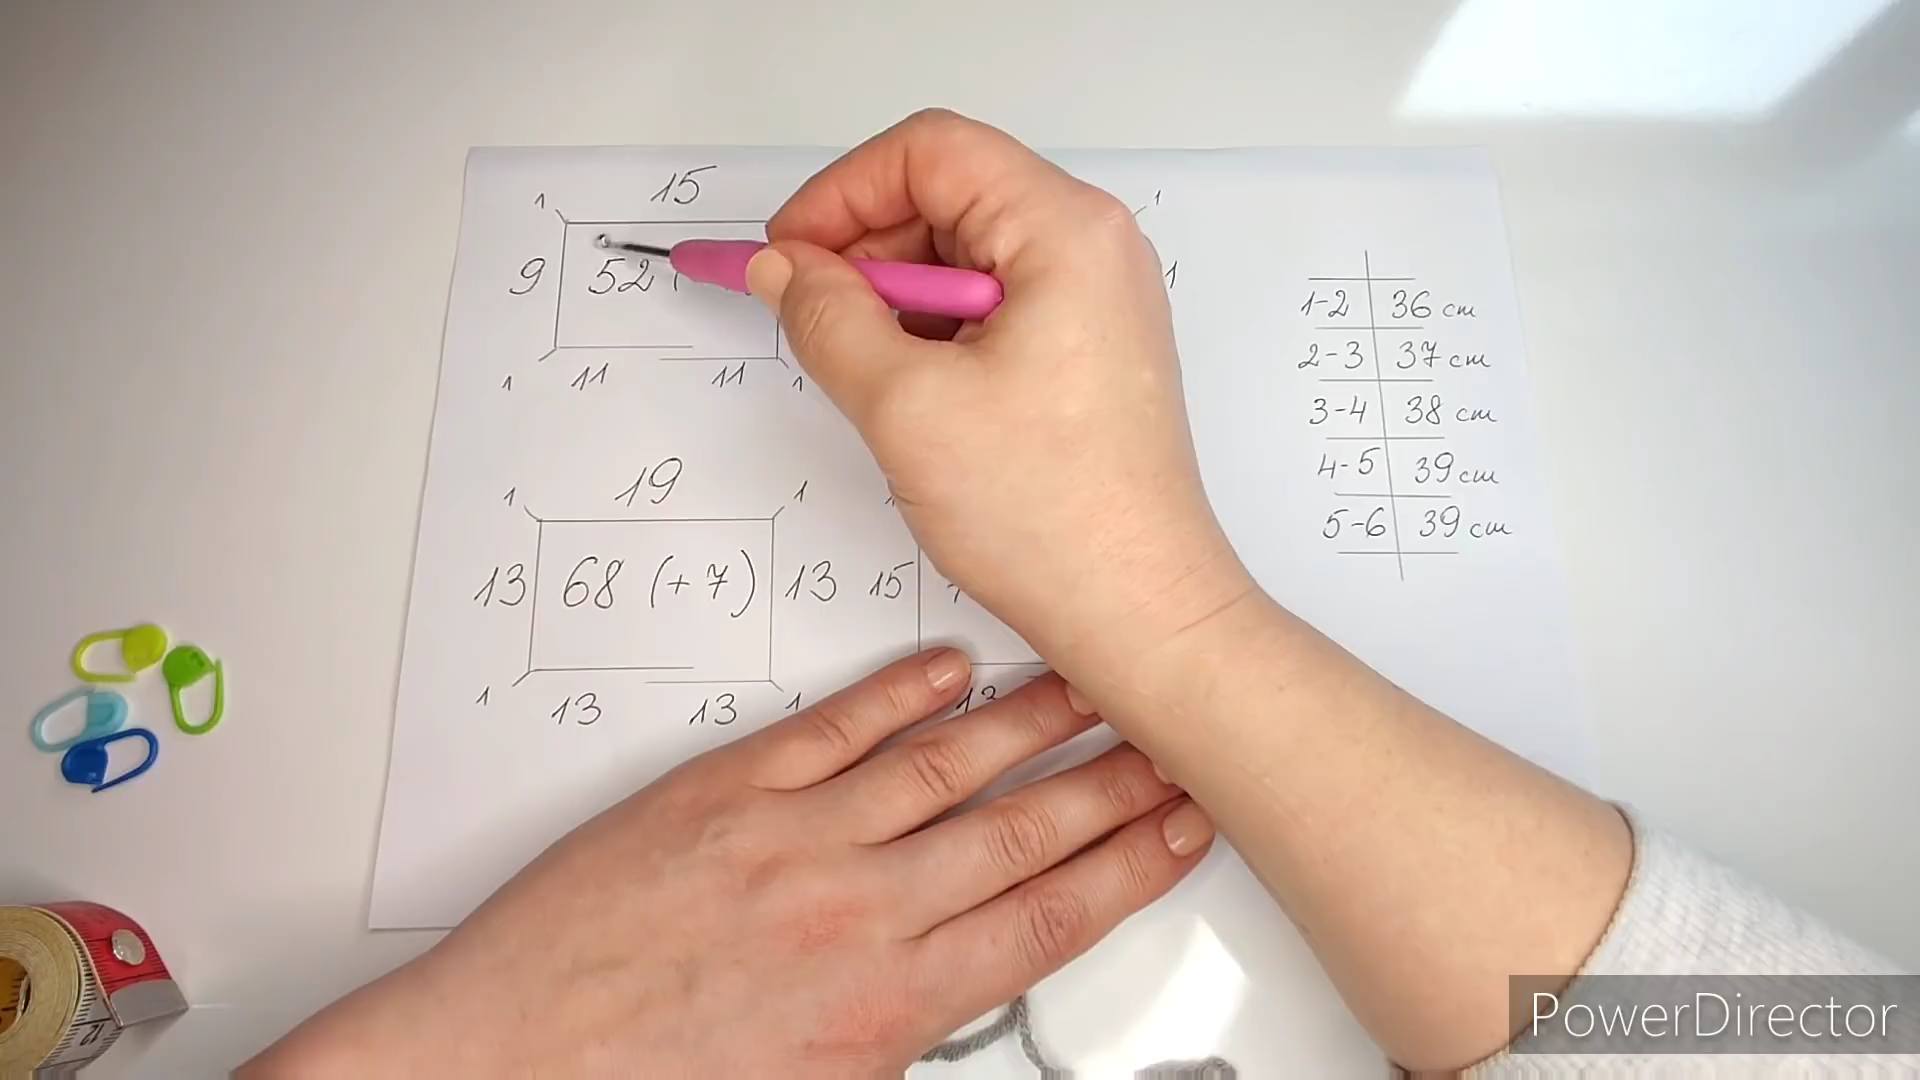 15
1
9 52 (
1 11 11 1
1
1
19
1 1
13 68 (+7) 13
1 13 13 1
15
13
1-2 36 cm
2-3 37 cm
3-4 38 cm
4-5 39 cm
5-6 39 cm
12
PowerDirector